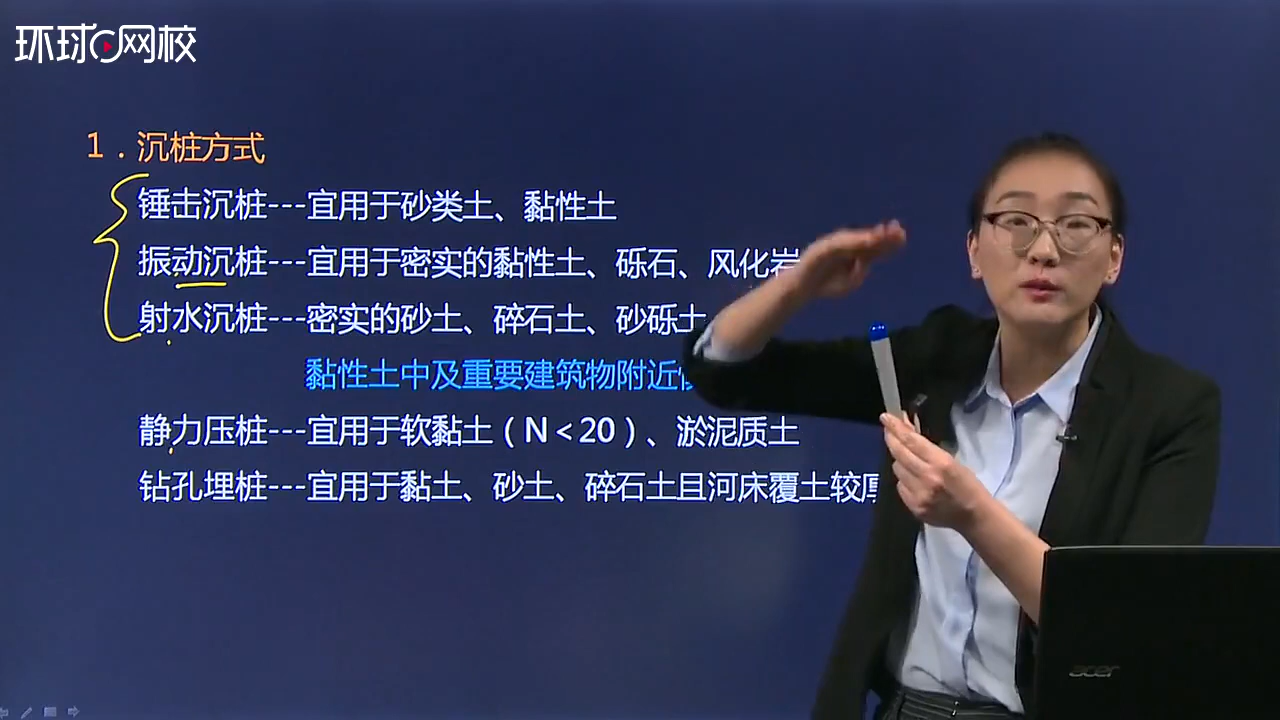 环球网校
1．沉桩方式
锤击沉桩---宜用于砂类土、黏性土
振动沉桩---宜用于密实的黏性土、砾石、风化岩
射水沉桩---密实的砂土、碎石土、砂砾土
黏性土中及重要建筑物附近
静力压桩---宜用于软黏土（N＜20）、淤泥质土
钻孔埋桩---宜用于黏土、砂土、碎石土且河床覆土较厚
acer